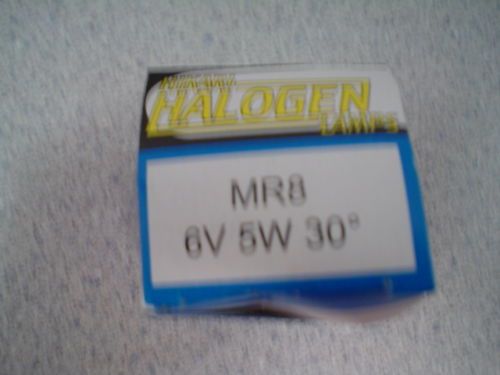 HALOGEN
LAMPS
MR8
6V 5W 30°